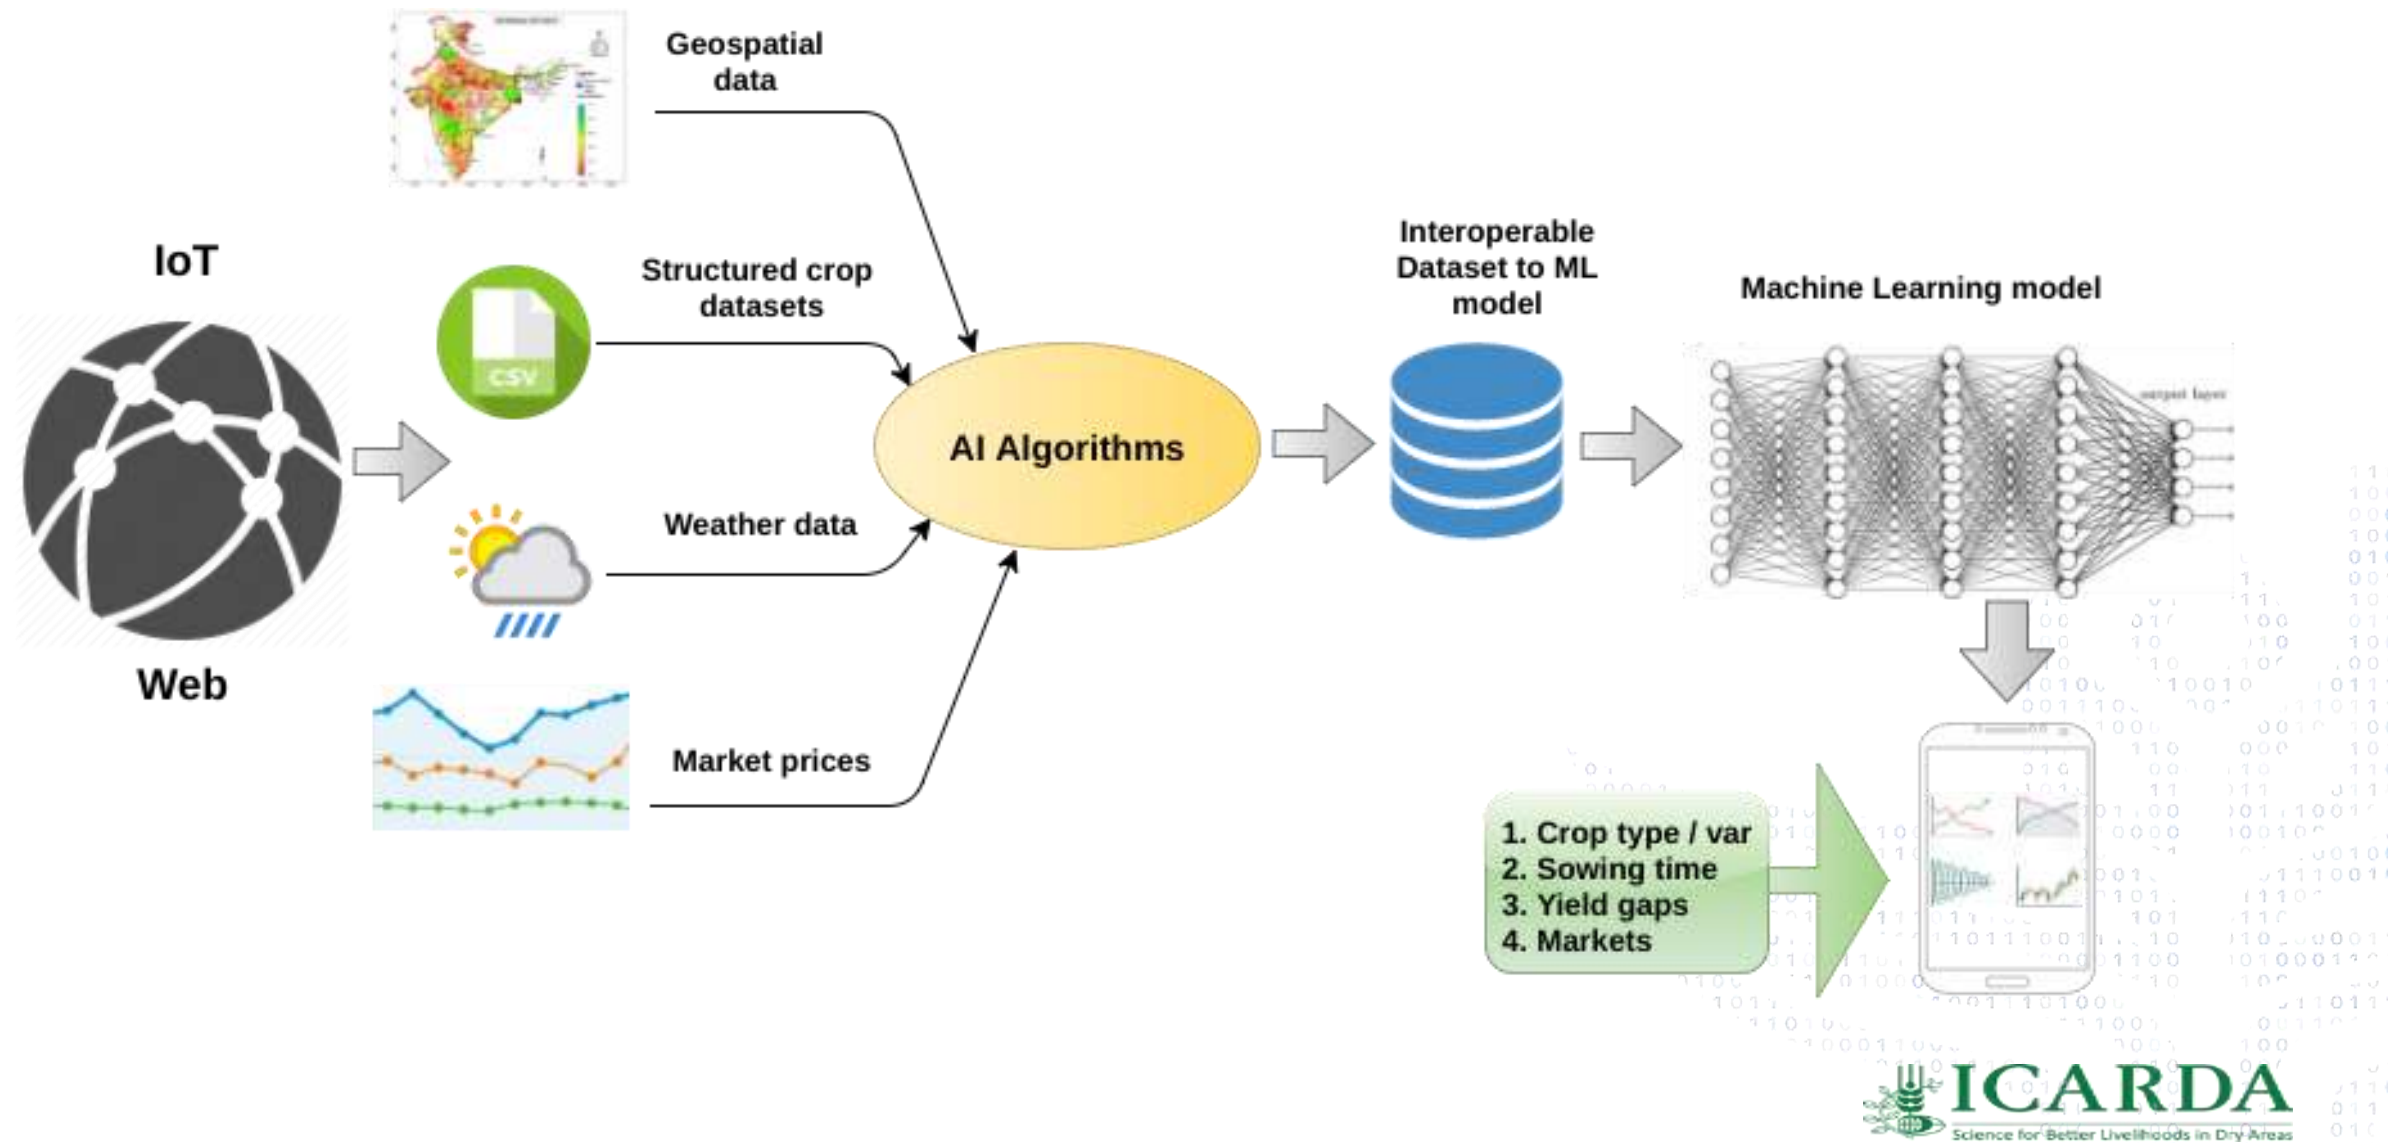 Geospatial
data
IoT
Web
Structured crop
datasets
CSV
Weather data
Market prices
AI Algorithms
Interoperable
Dataset to ML
model
Machine Learning model
output layer
1. Crop type / var
2. Sowing time
3. Yield gaps
4. Markets
ICARDA
Science for Better Livelihoods in Dry Areas